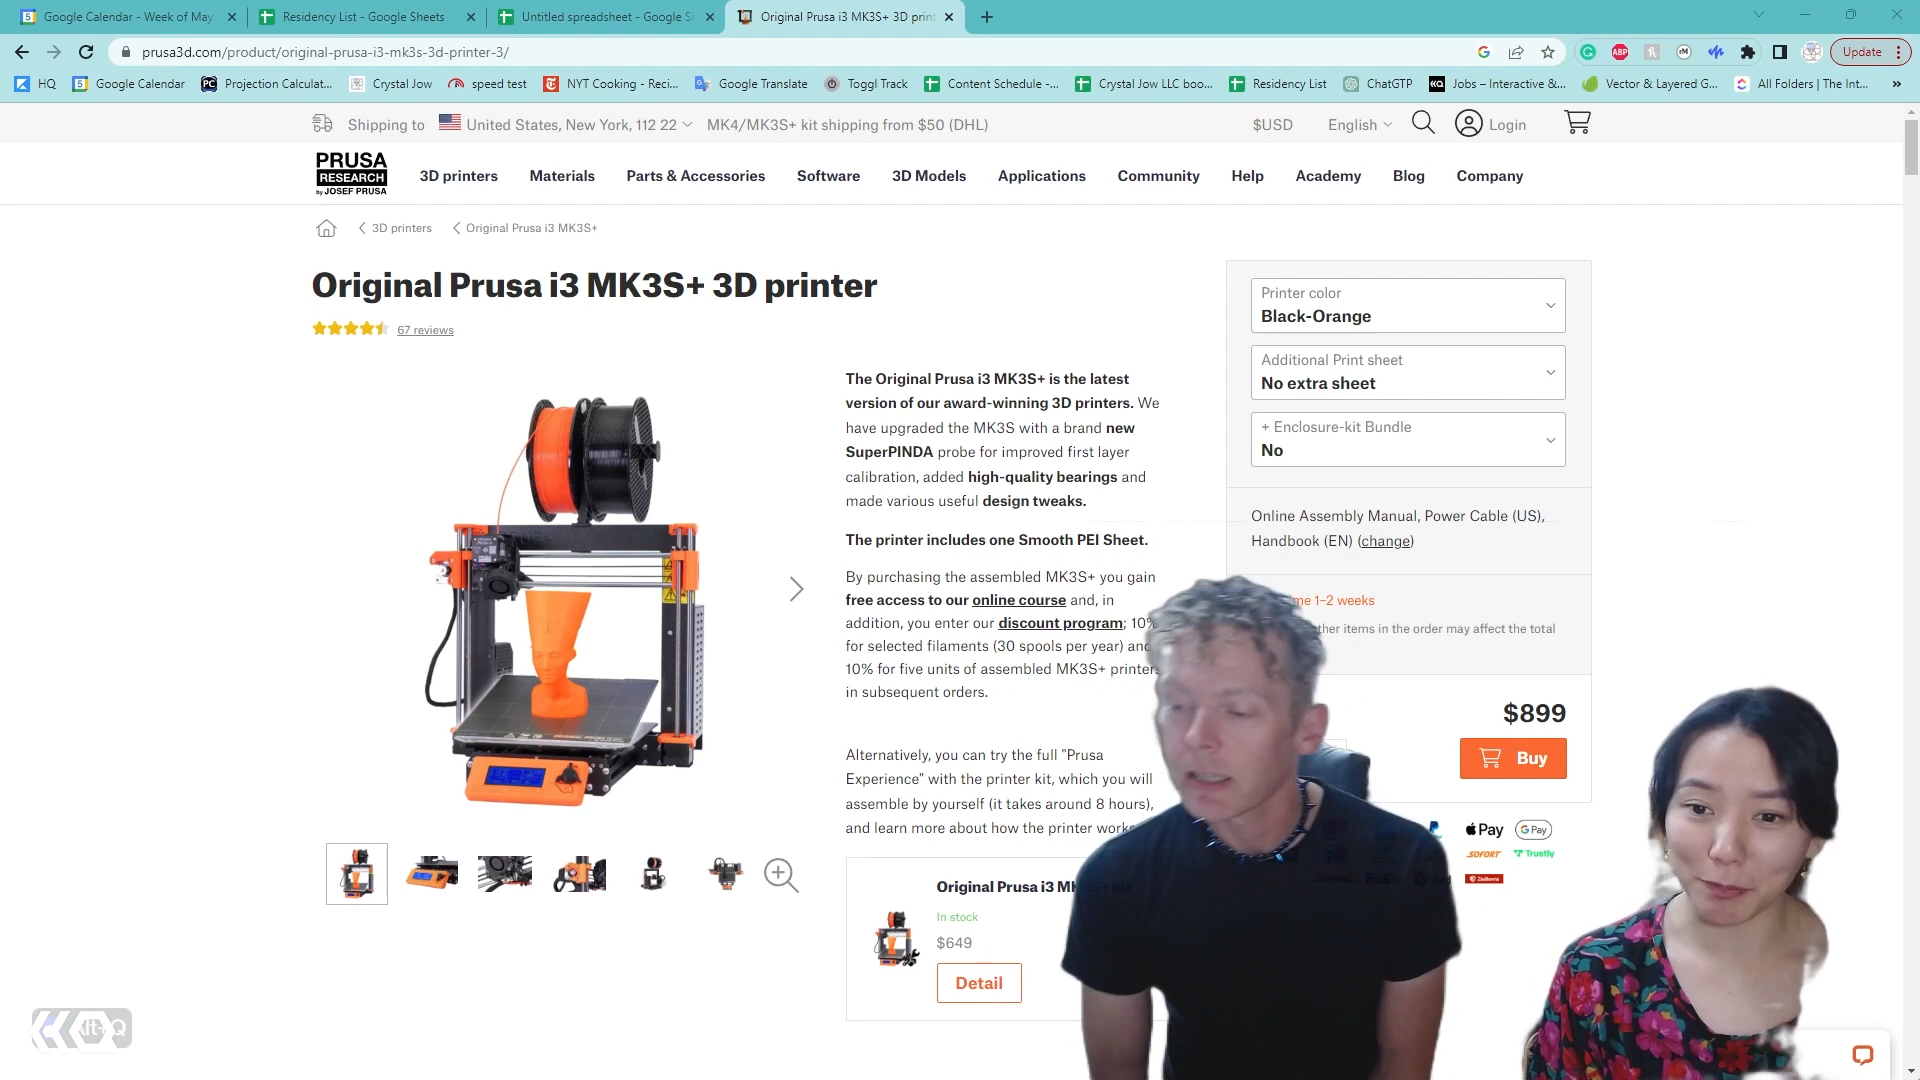 Google Calendar - Week of May
Residency List - Google Sheets
Untitled spreadsheet - Google S
Original Prusa i3 MK3S+ 3D print
prusa3d.com/product/original-prusa-i3-mk3s-3d-printer-3/
Update
HQ
Google Calendar
Projection Calculat...
Crystal Jow
speed test
NYT Cooking - Reci...
Google Translate
Toggl Track
Content Schedule -...
Crystal Jow LLC boo...
Residency List
ChatGTP
Jobs – Interactive &...
Vector & Layered G...
All Folders | The Int...
Shipping to United States, New York, 112 22
MK4/MK3S+ kit shipping from $50 (DHL)
$USD
English
Login
PRUSA
RESEARCH
by JOSEF PRUSA
3D printers
Materials
Parts & Accessories
Software
3D Models
Applications
Community
Help
Academy
Blog
Company
3D printers
Original Prusa i3 MK3S+
Original Prusa i3 MK3S+ 3D printer
67 reviews
The Original Prusa i3 MK3S+ is the latest
version of our award-winning 3D printers. We
have upgraded the MK3S with a brand new
SuperPINDA probe for improved first layer
calibration, added high-quality bearings and
made various useful design tweaks.
The printer includes one Smooth PEI Sheet.
By purchasing the assembled MK3S+ you gain
free access to our online course and, in
addition, you enter our discount program; 10%
for selected filaments (30 spools per year) and
10% for five units of assembled MK3S+ printers
in subsequent orders.
Alternatively, you can try the full "Prusa
Experience" with the printer kit, which you will
assemble by yourself (it takes around 8 hours),
and learn more about how the printer works
Original Prusa i3
In stock
$649
Detail
Printer color
Black-Orange
Additional Print sheet
No extra sheet
+ Enclosure-kit Bundle
No
Online Assembly Manual, Power Cable (US),
Handbook (EN) (change)
1–2 weeks
items in the order may affect the total
$899
Buy
Pay
G Pay
SOFORT
Trustly
Alt+Q